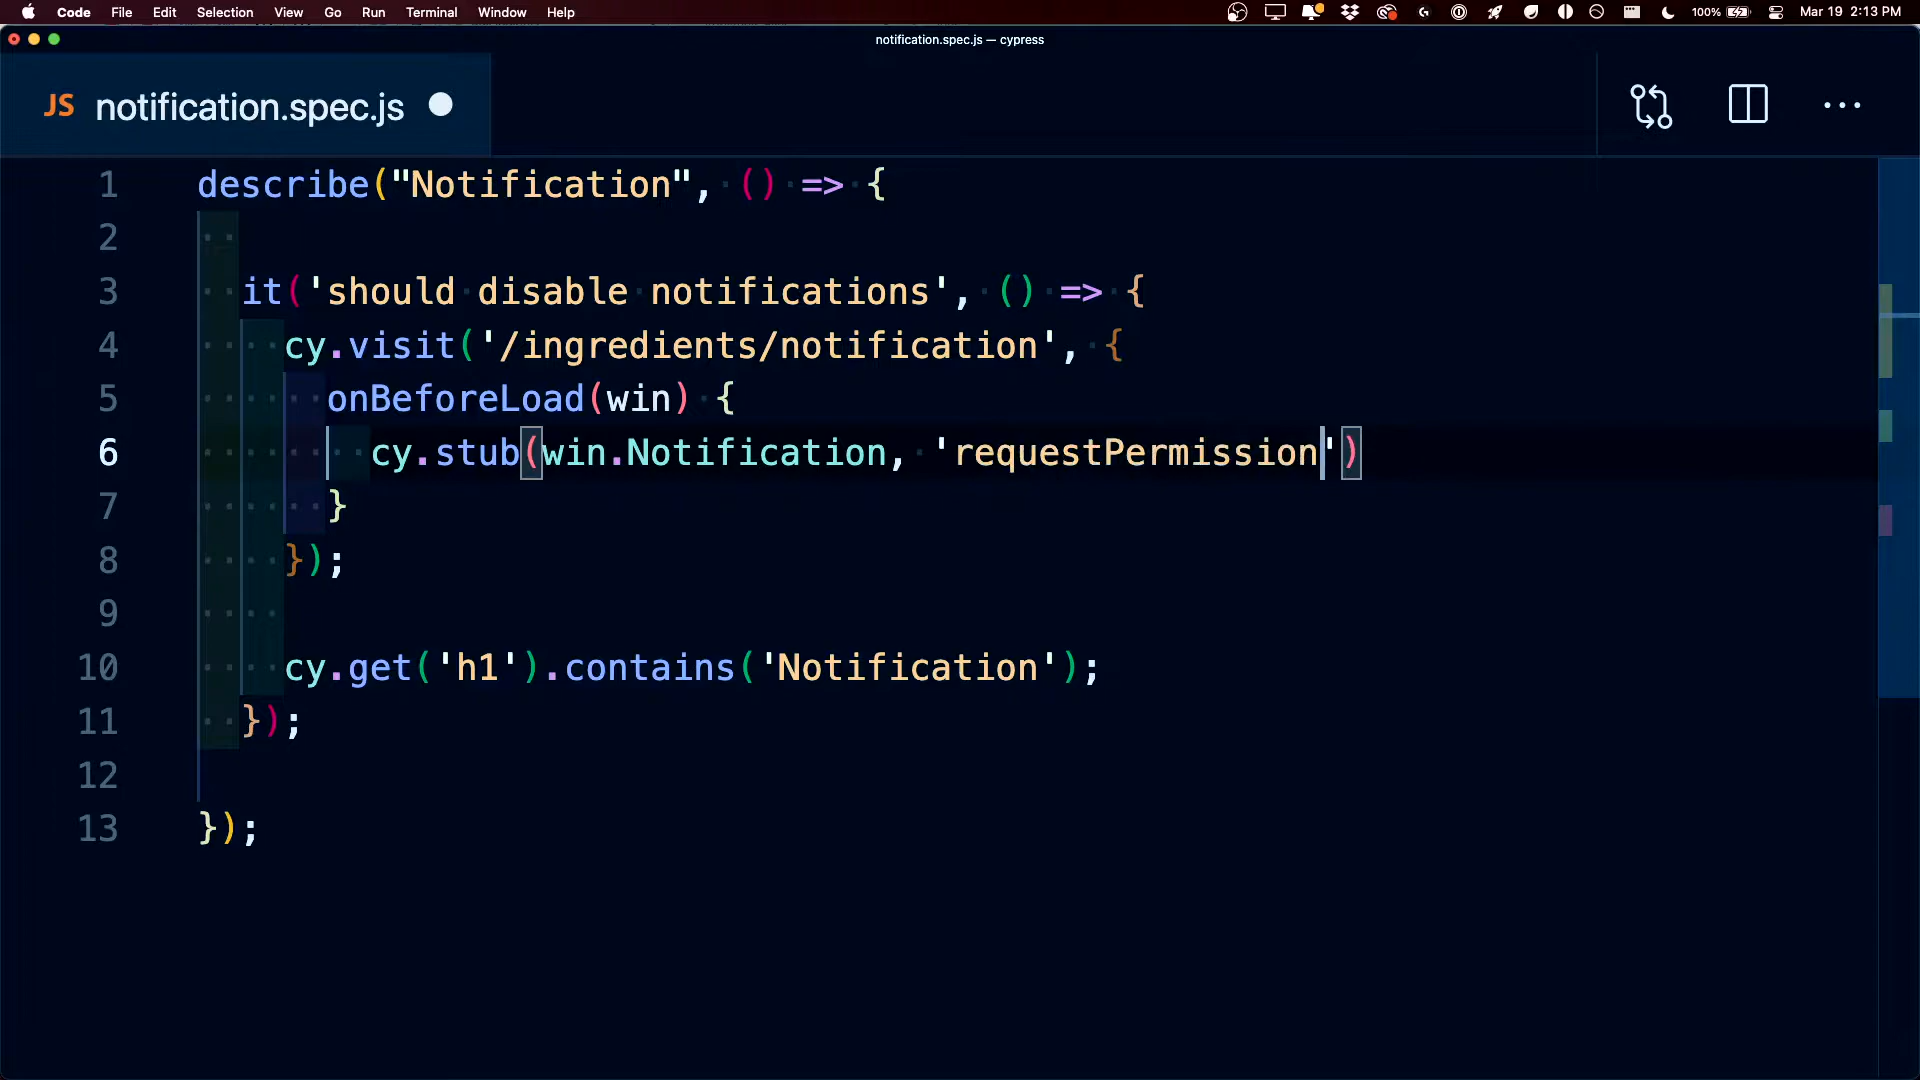 Code File Edit Selection View Go Run Terminal Window Help 100% Mar 19 2:13 PM
notification.spec.js — cypress
JS notification.spec.js
1 describe("Notification", () => {
2
3 it('should disable notifications', () => {
4 cy.visit('/ingredients/notification', {
5 onBeforeLoad(win) {
6 cy.stub(win.Notification, 'requestPermission')
7 }
8 });
9
10 cy.get('h1').contains('Notification');
11 });
12
13 });